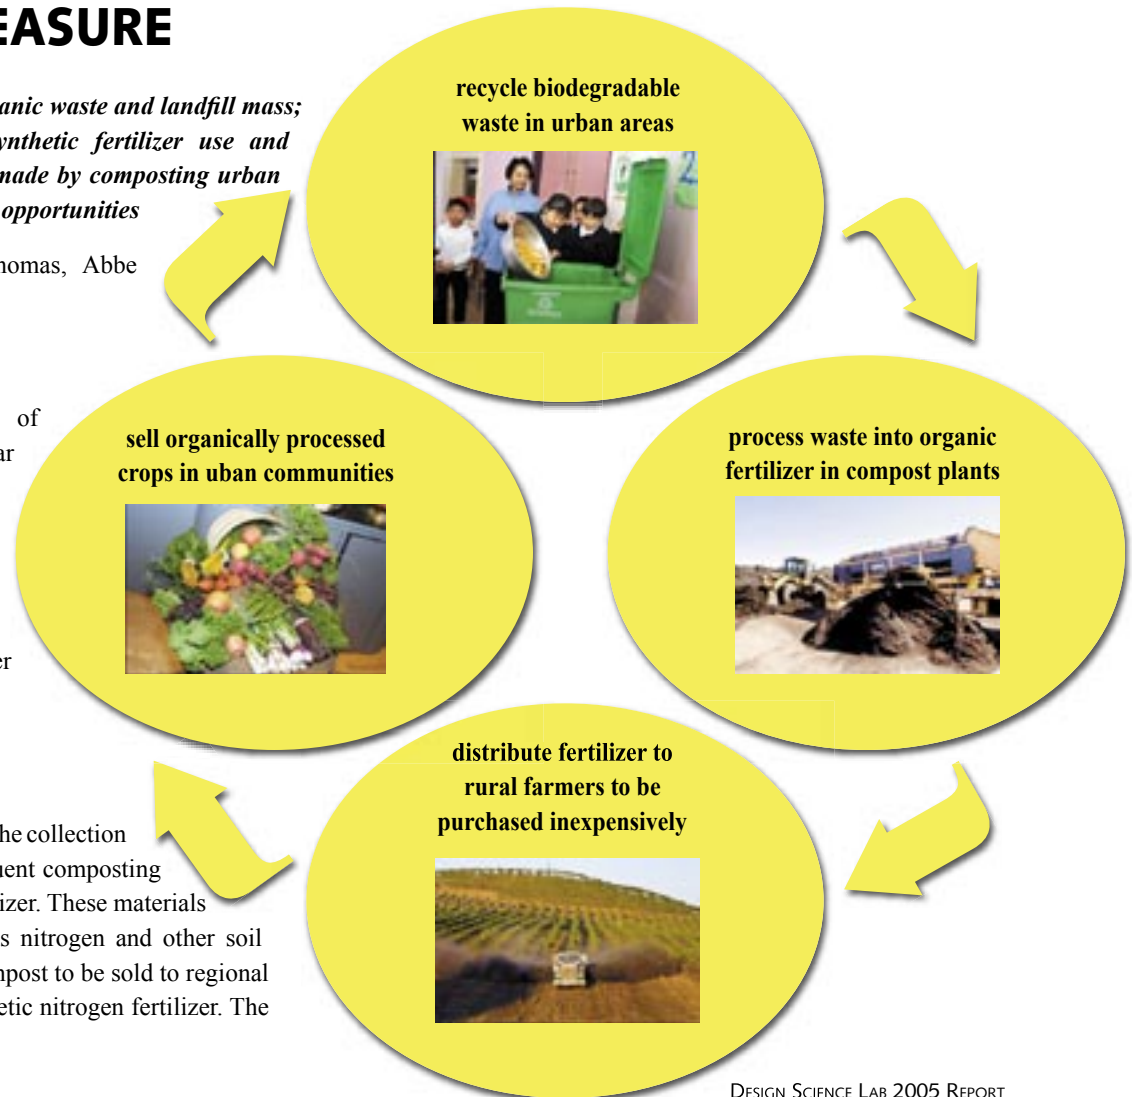 EASURE
anic waste and landfill mass;
synthetic fertilizer use and
made by composting urban
opportunities
homas, Abbe
of
ar
er
he collection
uent composting
izer. These materials
s nitrogen and other soil
mpost to be sold to regional
etic nitrogen fertilizer. The
recycle biodegradable
waste in urban areas
process waste into organic
fertilizer in compost plants
distribute fertilizer to
rural farmers to be
purchased inexpensively
sell organically processed
crops in uban communities
DESIGN SCIENCE LAB 2005 REPORT